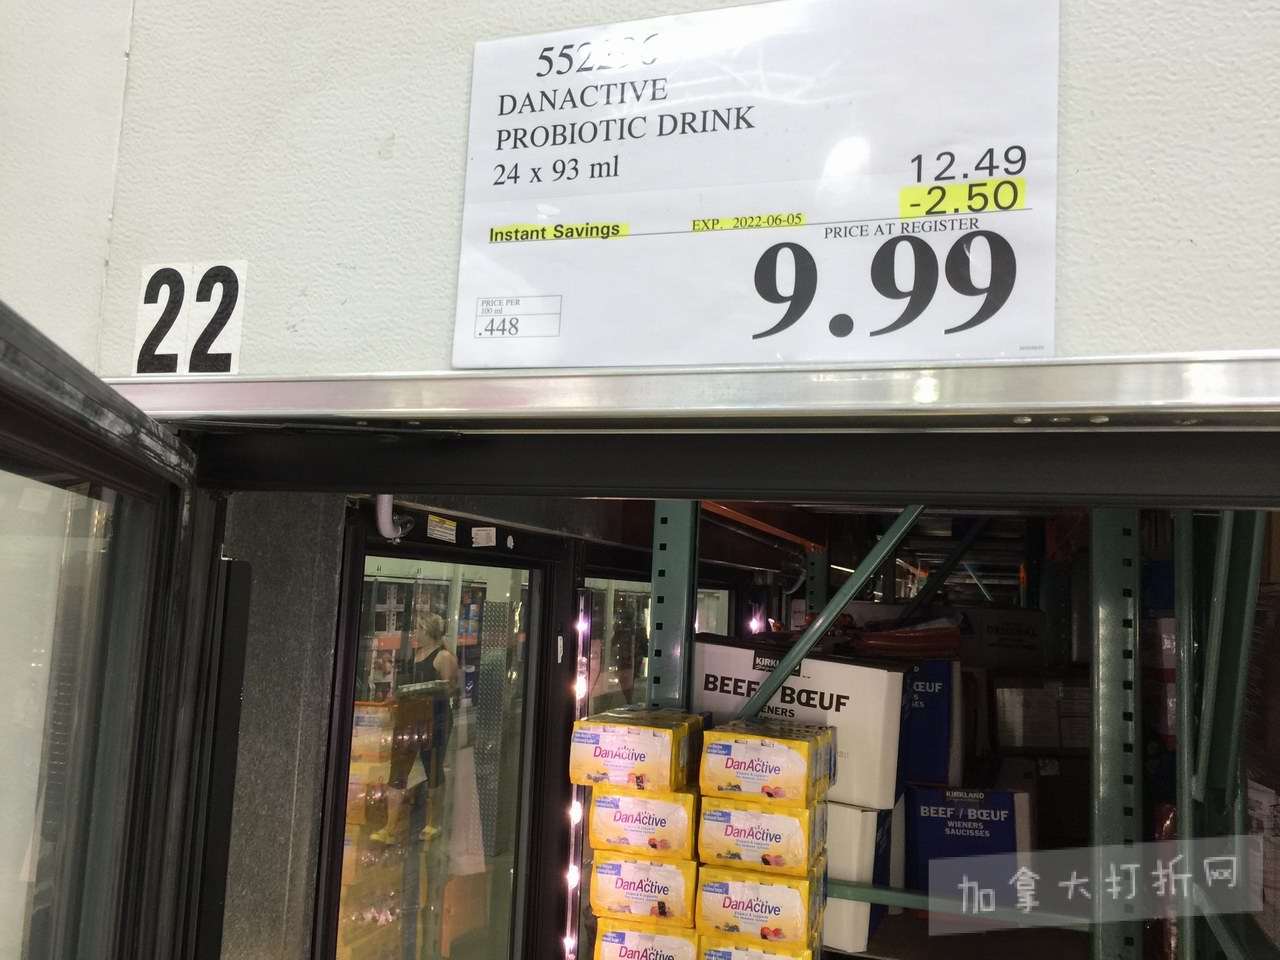 DANACTIVE
PROBIOTIC DRINK
24 x 93 ml
12.49
-2.50
Instant Savings
EXP. 2022-06-05
PRICE AT REGISTER
9.99
PRICE PER
100 ml
.448
22
KIRKLAND
BEEF / BŒUF
WIENERS
DanActive
DanActive
DanActive
DanActive
DanActive
DanActive
DanActive
KIRKLAND
BEEF / BŒUF
WIENERS
SAUCISSES
加拿大打折网